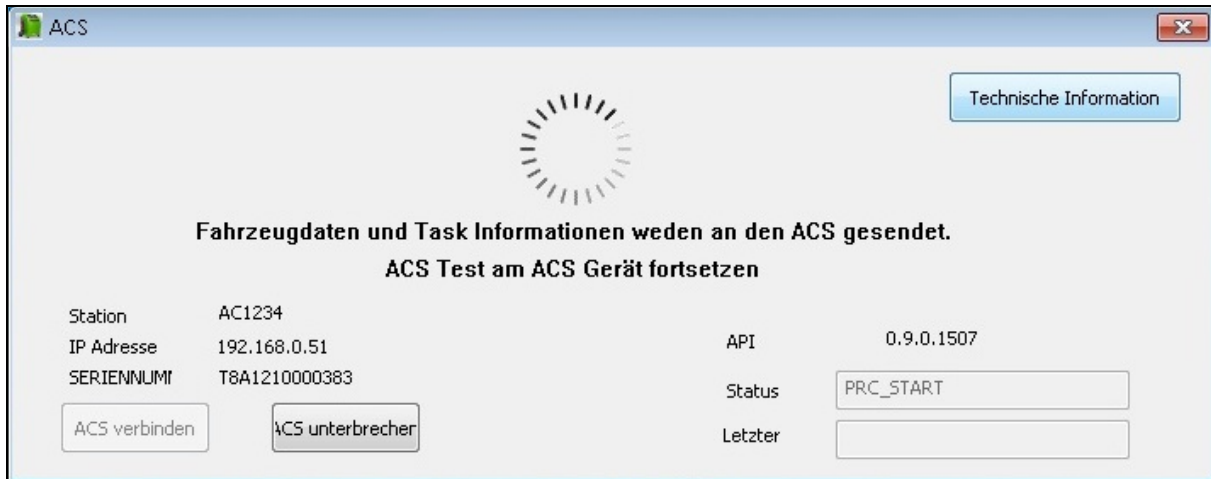 ACS
Technische Information
Fahrzeugdaten und Task Informationen weden an den ACS gesendet.
ACS Test am ACS Gerät fortsetzen
Station AC1234
IP Adresse 192.168.0.51
API 0.9.0.1507
SERIENNUM T8A1210000383
Status PRC_START
ACS verbinden ACS unterbrechen
Letzter